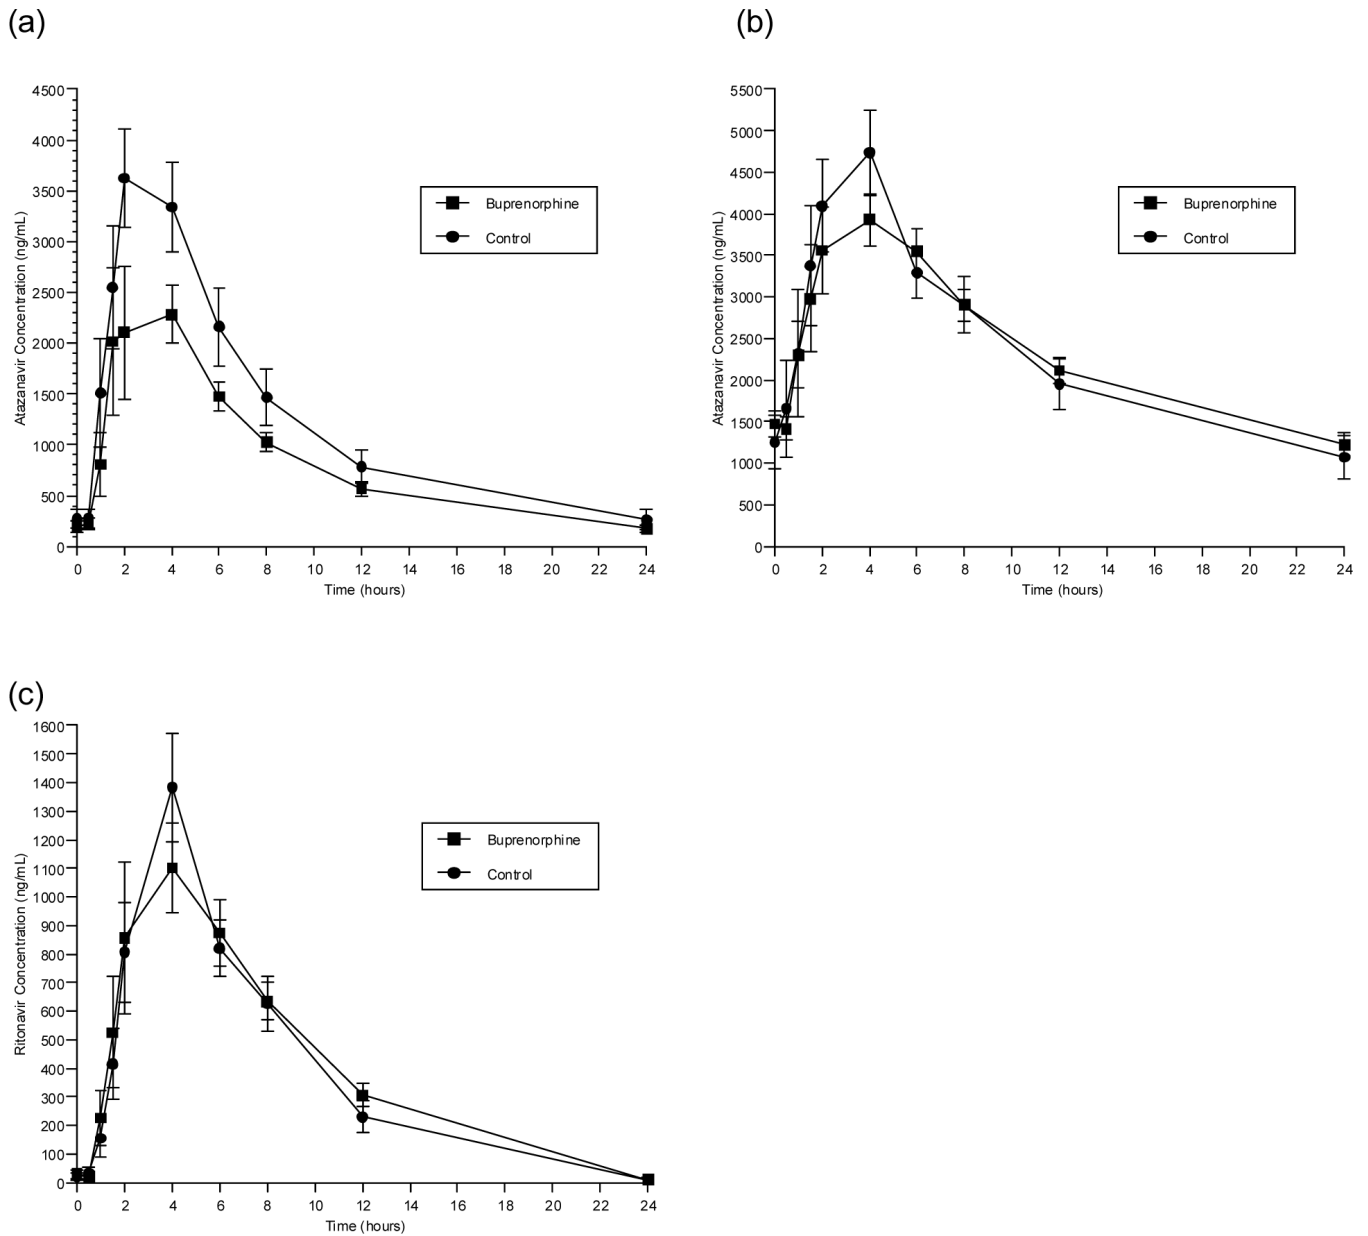 (a)
4500
4000
3500
3000
2500
2000
1500
1000
500
0
Atazanavir Concentration (ng/mL)
Buprenorphine
Control
0 2 4 6 8 10 12 14 16 18 20 22 24
Time (hours)
(b)
5500
5000
4500
4000
3500
3000
2500
2000
1500
1000
500
0
Atazanavir Concentration (ng/mL)
Buprenorphine
Control
0 2 4 6 8 10 12 14 16 18 20 22 24
Time (hours)
(c)
1600
1500
1400
1300
1200
1100
1000
900
800
700
600
500
400
300
200
100
0
Ritonavir Concentration (ng/mL)
Buprenorphine
Control
0 2 4 6 8 10 12 14 16 18 20 22 24
Time (hours)